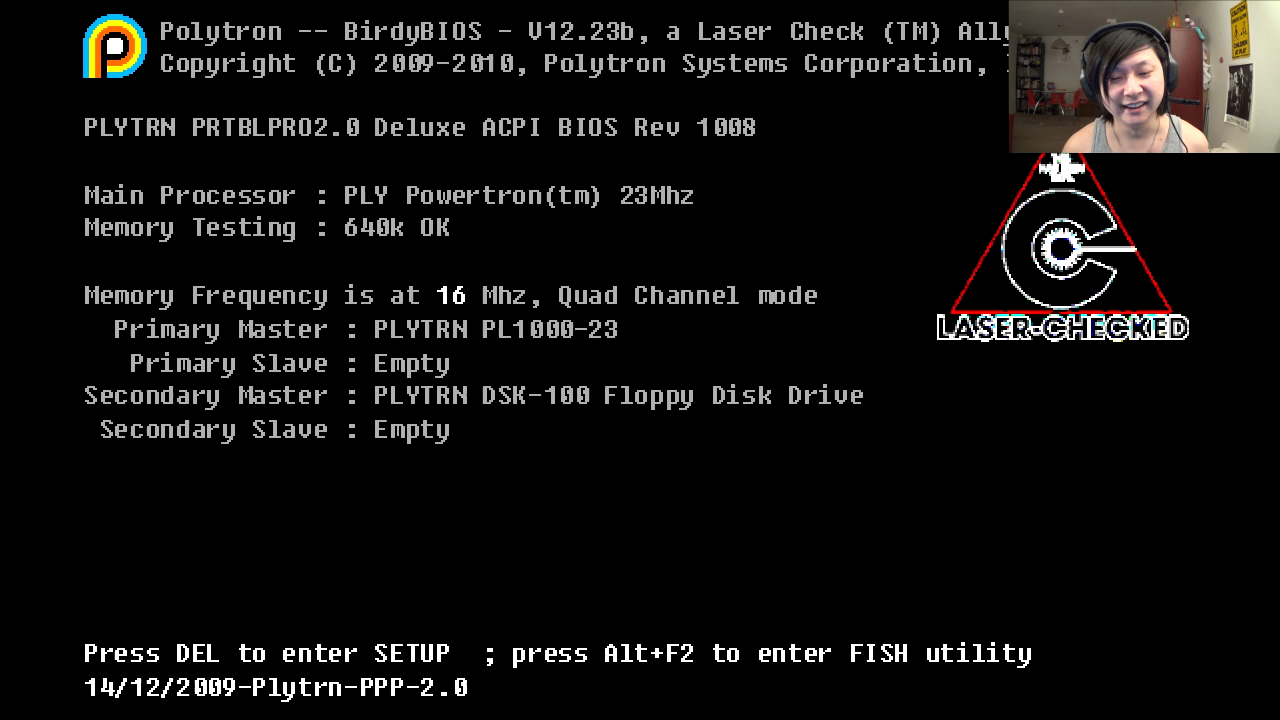 Polytron -- BirdyBIOS - V12.23b, a Laser Check (TM) Ally
Copyright (C) 2009-2010, Polytron Systems Corporation,
PLYTRN PRTBLPRO2.0 Deluxe ACPI BIOS Rev 1008
Main Processor : PLY Powertron(tm) 23Mhz
Memory Testing : 640k OK
Memory Frequency is at 16 Mhz, Quad Channel mode
Primary Master : PLYTRN PL1000-23
Primary Slave : Empty
Secondary Master : PLYTRN DSK-100 Floppy Disk Drive
Secondary Slave : Empty
LASER-CHECKED
Press DEL to enter SETUP ; press Alt+F2 to enter FISH utility
14/12/2009-Plytrn-PPP-2.0